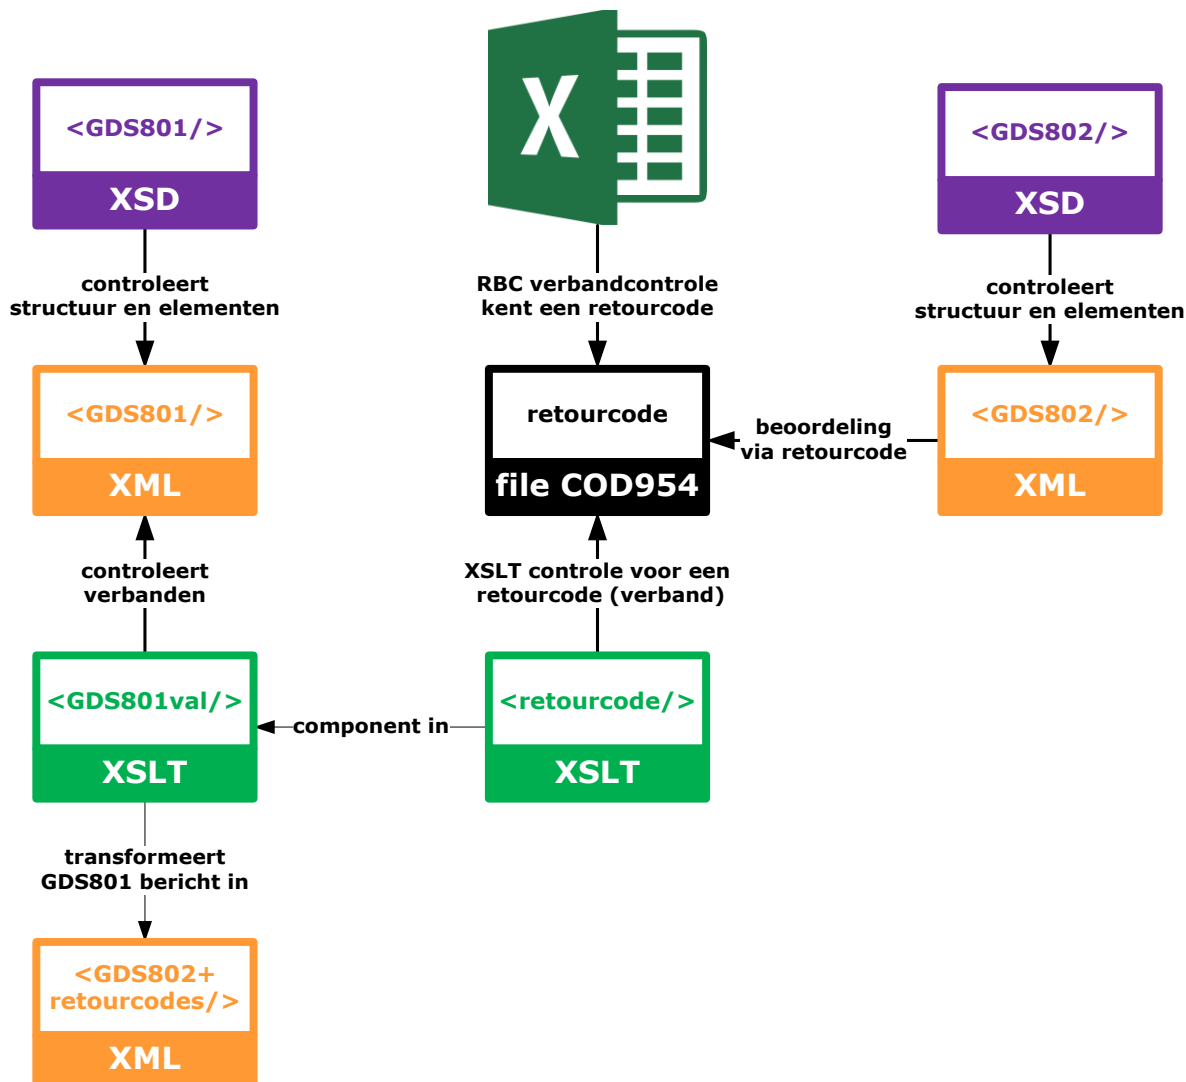 X
<GDS801/>
XSD
<GDS802/>
XSD
controleert
structuur en elementen
RBC verbandcontrole
kent een retourcode
controleert
structuur en elementen
<GDS801/>
XML
retourcode
file COD954
beoordeling
via retourcode
<GDS802/>
XML
controleert
verbanden
XSLT controle voor een
retourcode (verband)
<GDS801val/>
XSLT
component in
<retourcode/>
XSLT
transformeert
GDS801 bericht in
<GDS802+
retourcodes/>
XML